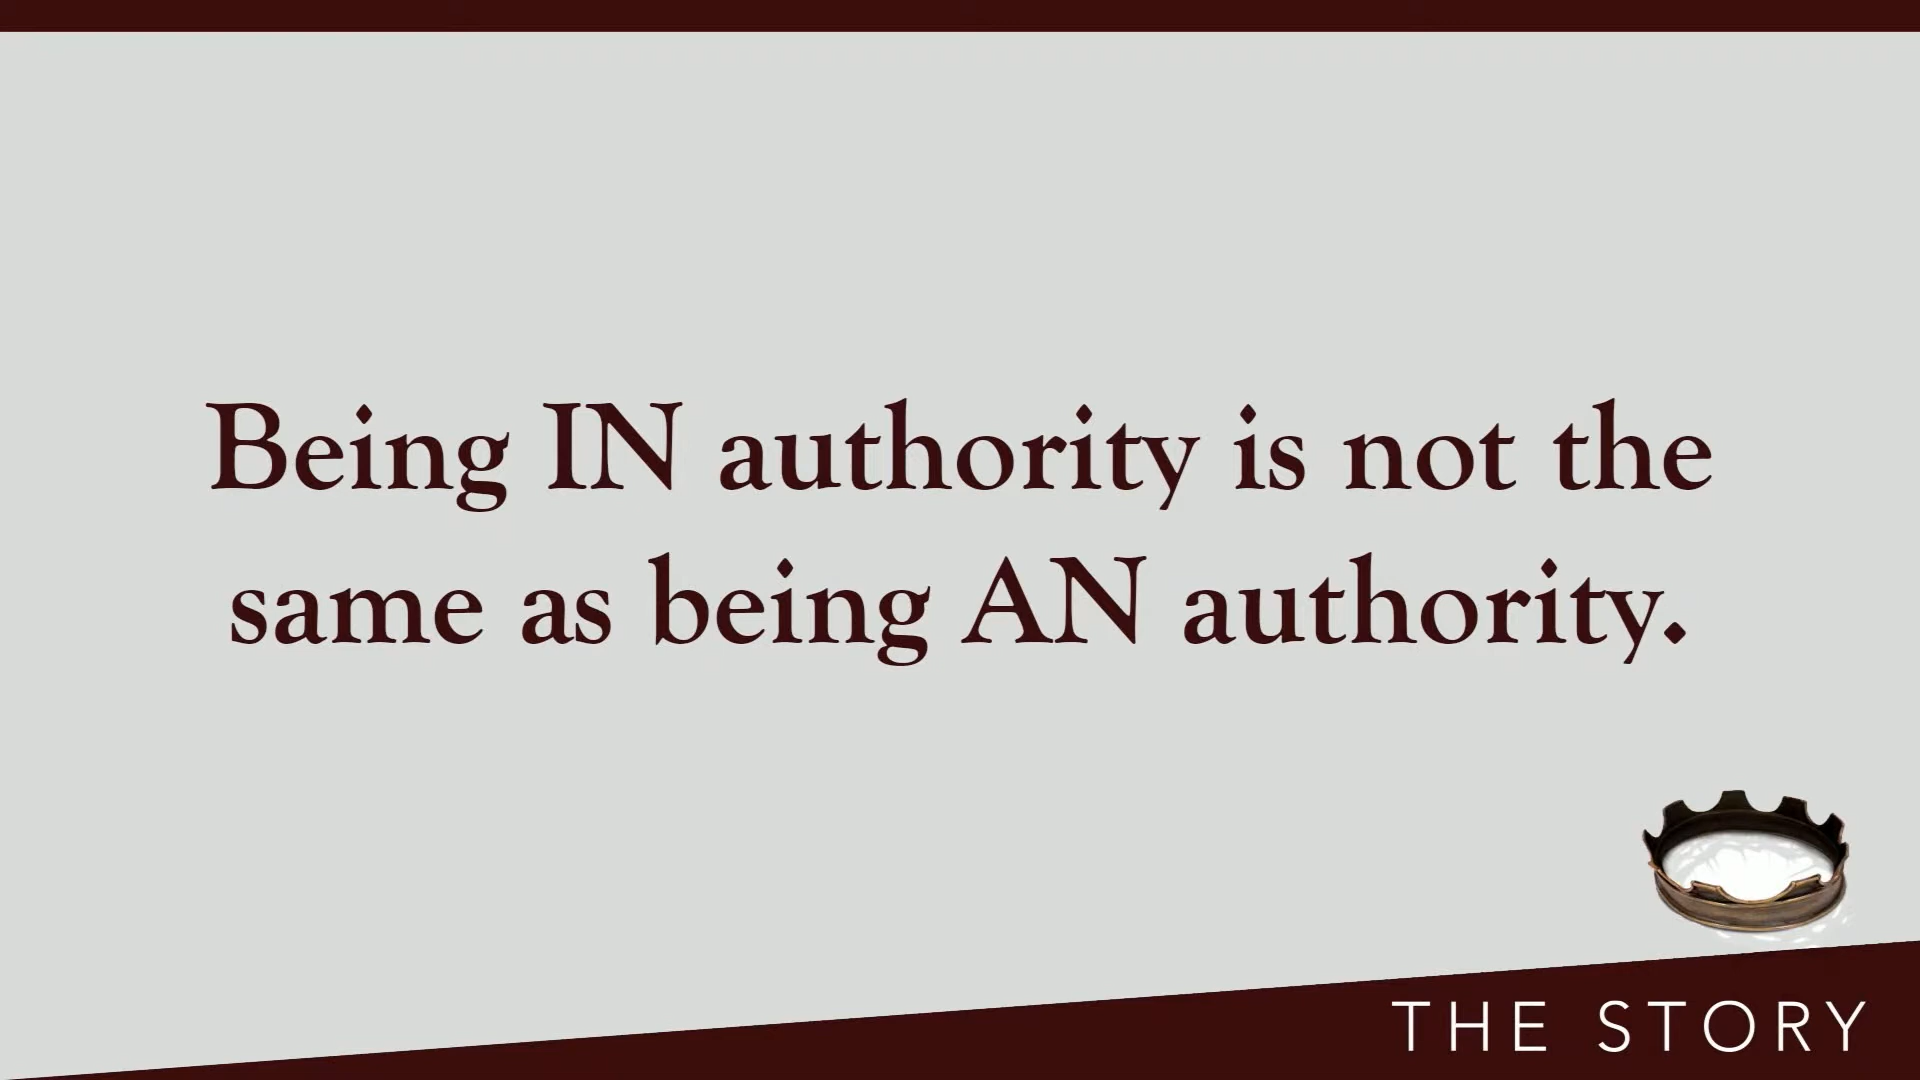 Being IN authority is not the
same as being AN authority.
THE STORY